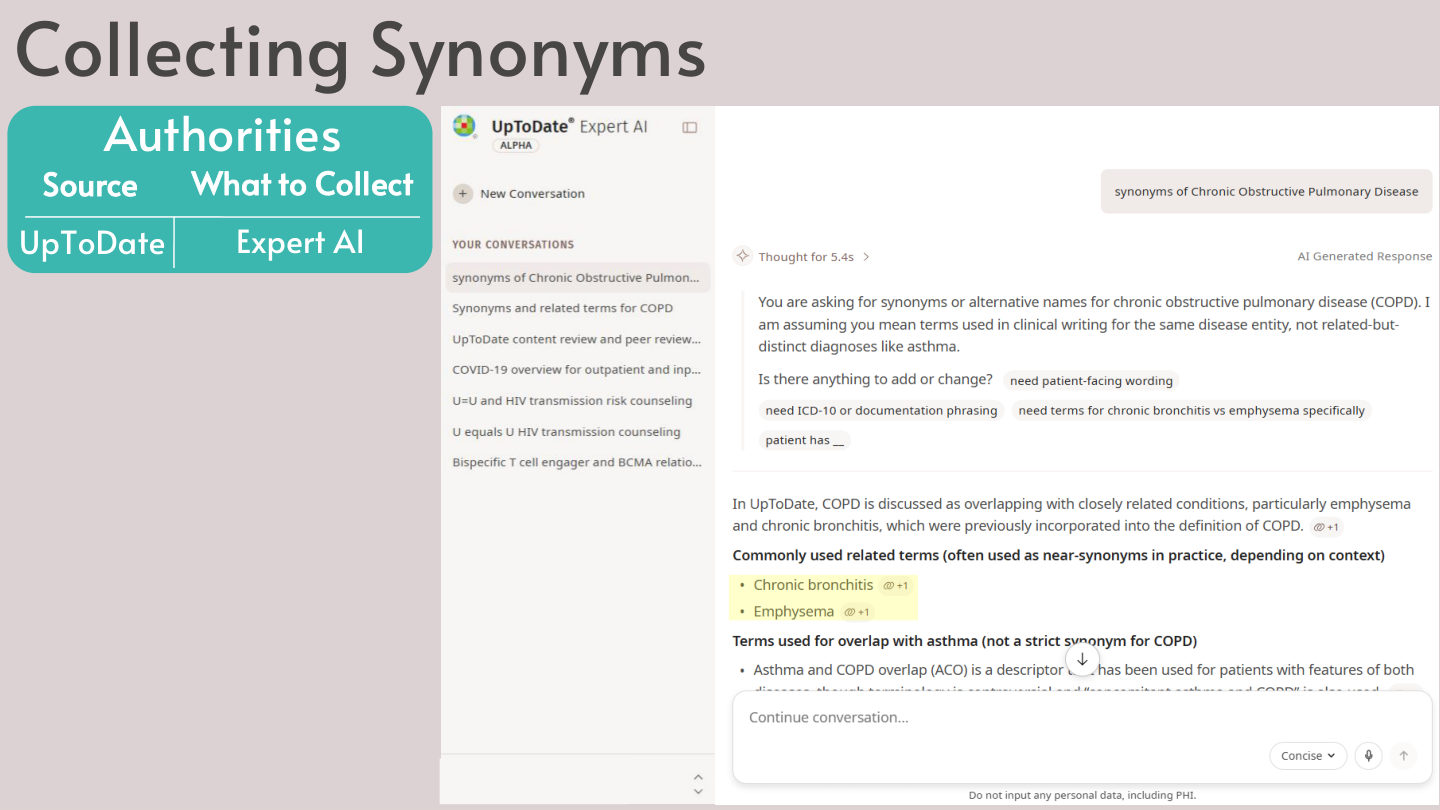 Collecting Synonyms
Authorities
Source What to Collect
UpToDate Expert AI
UpToDate® Expert AI
ALPHA
+ New Conversation
YOUR CONVERSATIONS
synonyms of Chronic Obstructive Pulmon...
Synonyms and related terms for COPD
UpToDate content review and peer review...
COVID-19 overview for outpatient and inp...
U=U and HIV transmission risk counseling
U equals U HIV transmission counseling
Bispecific T cell engager and BCMA relatio...
synonyms of Chronic Obstructive Pulmonary Disease
Thought for 5.4s
AI Generated Response
You are asking for synonyms or alternative names for chronic obstructive pulmonary disease (COPD). I
am assuming you mean terms used in clinical writing for the same disease entity, not related-but-
distinct diagnoses like asthma.
Is there anything to add or change? need patient-facing wording
need ICD-10 or documentation phrasing need terms for chronic bronchitis vs emphysema specifically
patient has __
In UpToDate, COPD is discussed as overlapping with closely related conditions, particularly emphysema
and chronic bronchitis, which were previously incorporated into the definition of COPD. +1
Commonly used related terms (often used as near-synonyms in practice, depending on context)
• Chronic bronchitis +1
• Emphysema +1
Terms used for overlap with asthma (not a strict synonym for COPD)
• Asthma and COPD overlap (ACO) is a descriptor has been used for patients with features of both
Continue conversation...
Concise
Do not input any personal data, including PHI.